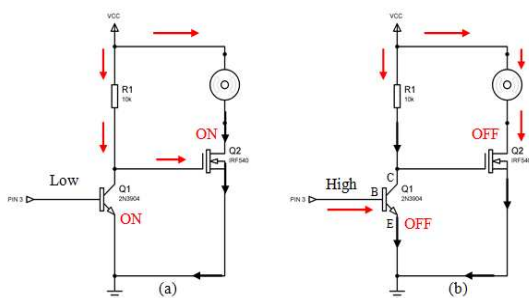 VCC
R1
10k
ON
Q2
IRF540
Low
PIN 3
Q1
2N3904
ON
(a)
VCC
R1
10k
OFF
Q2
IRF540
C
High
B
PIN 3
Q1
2N3904
E
OFF
(b)